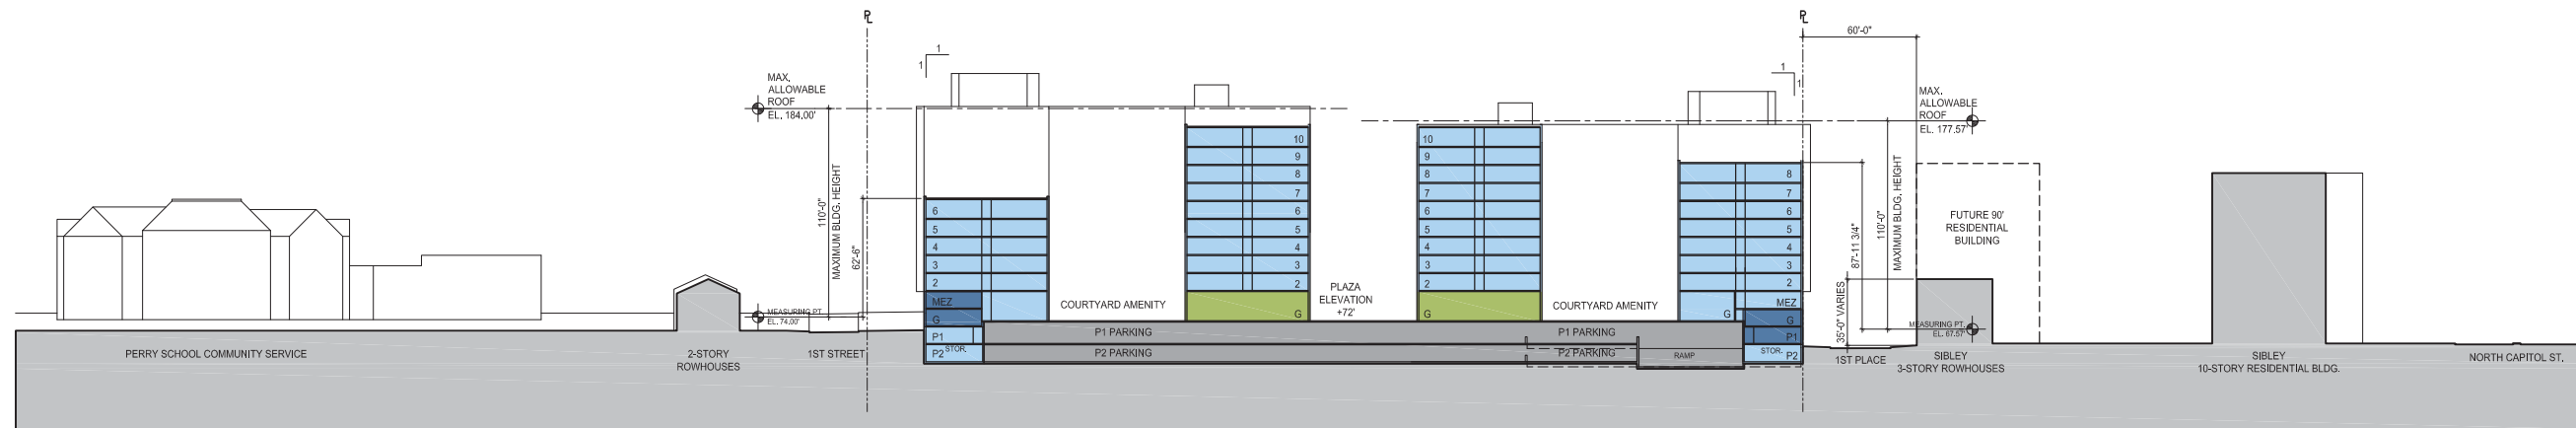 PL
PL
60'-0"
1
1
1
1
MAX.
ALLOWABLE
ROOF
EL. 184.00'
MAX.
ALLOWABLE
ROOF
EL. 177.57'
110'-0"
MAXIMUM BLDG. HEIGHT
62'-6"
MEASURING PT.
EL. 74.00'
6
5
4
3
2
MEZ
G
P1
P2
STOR.
COURTYARD AMENITY
10
9
8
7
6
5
4
3
2
G
PLAZA
ELEVATION
+72'
10
9
8
7
6
5
4
3
2
G
COURTYARD AMENITY
8
7
6
5
4
3
2
MEZ
G
G
P1
STOR.
P2
P1 PARKING
P1 PARKING
P2 PARKING
P2 PARKING
RAMP
87'-11 3/4"
110'-0"
MAXIMUM BLDG. HEIGHT
35'-0" VARIES
MEASURING PT.
EL. 67.57'
FUTURE 90'
RESIDENTIAL
BUILDING
PERRY SCHOOL COMMUNITY SERVICE
2-STORY
ROWHOUSES
1ST STREET
1ST PLACE
SIBLEY
3-STORY ROWHOUSES
SIBLEY
10-STORY RESIDENTIAL BLDG.
NORTH CAPITOL ST.